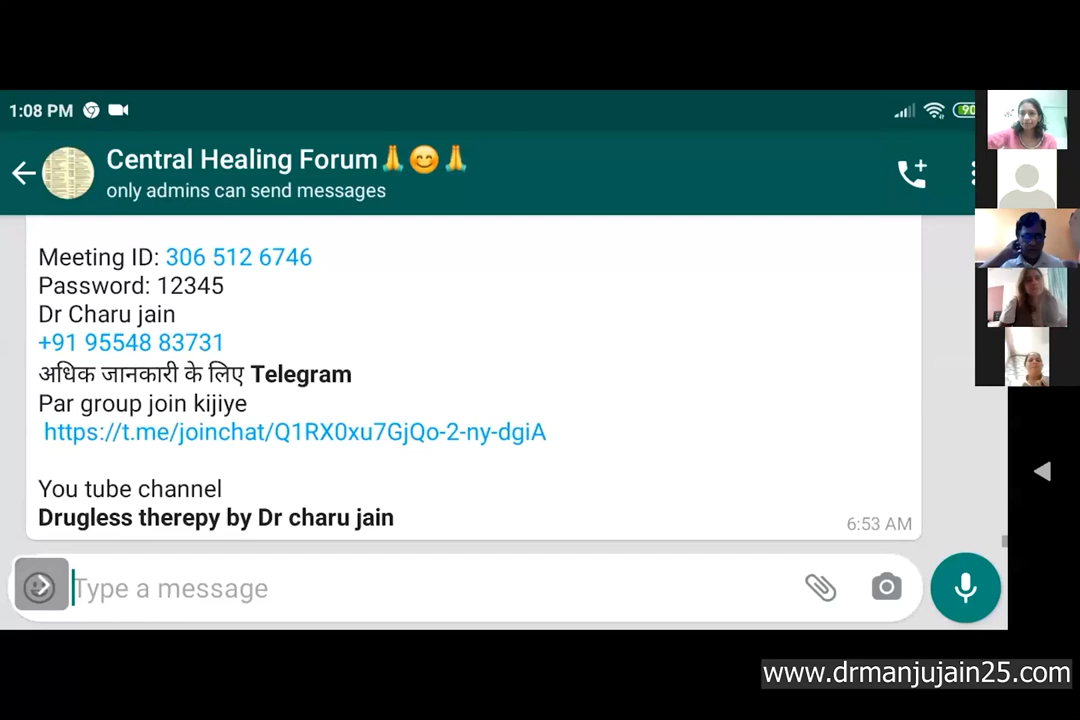 1:08 PM
90
Central Healing Forum🙏😊🙏
only admins can send messages
Meeting ID: 306 512 6746
Password: 12345
Dr Charu jain
+91 95548 83731
अधिक जानकारी के लिए Telegram
Par group join kijiye
https://t.me/joinchat/Q1RX0xu7GjQo-2-ny-dgiA
You tube channel
Drugless therepy by Dr charu jain
6:53 AM
Type a message
www.drmanjujain25.com